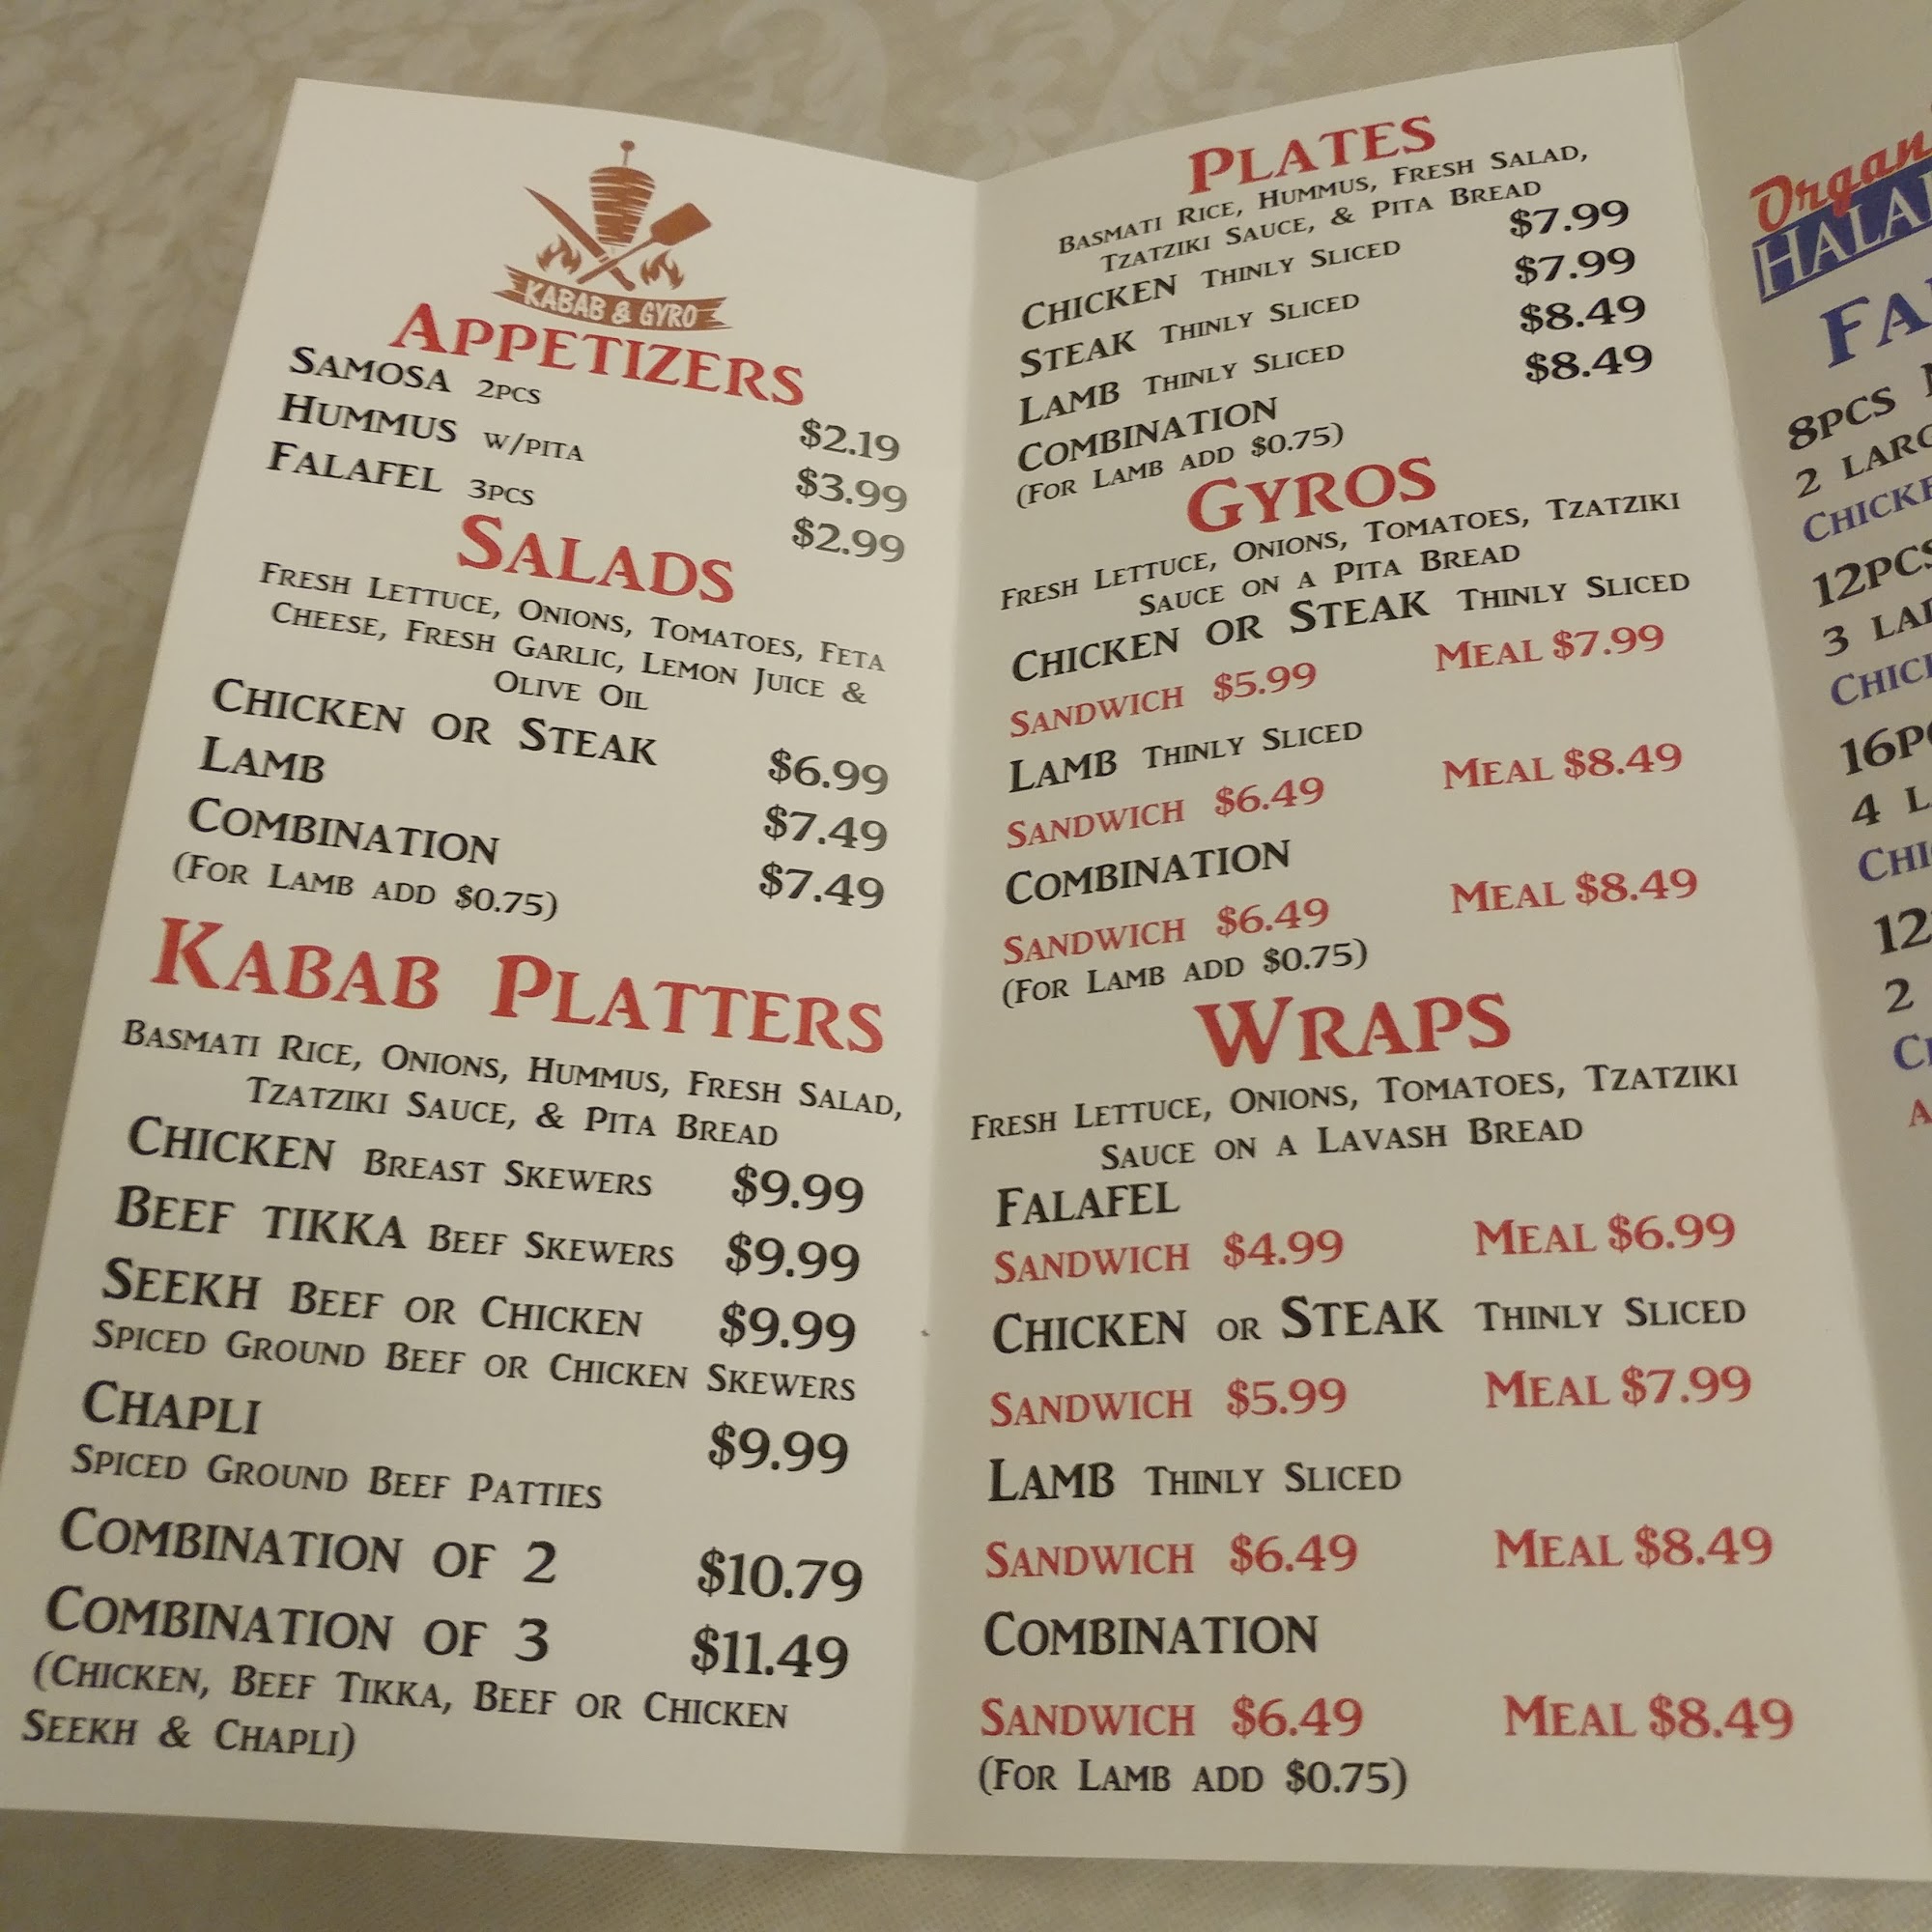 KABAB & GYRO
APPETIZERS
SAMOSA 2PCS $2.19
HUMMUS W/PITA $3.99
FALAFEL 3PCS $2.99
SALADS
FRESH LETTUCE, ONIONS, TOMATOES, FETA
CHEESE, FRESH GARLIC, LEMON JUICE &
OLIVE OIL
CHICKEN OR STEAK $6.99
LAMB $7.49
COMBINATION $7.49
(FOR LAMB ADD $0.75)
KABAB PLATTERS
BASMATI RICE, ONIONS, HUMMUS, FRESH SALAD,
TZATZIKI SAUCE, & PITA BREAD
CHICKEN BREAST SKEWERS $9.99
BEEF TIKKA BEEF SKEWERS $9.99
SEEKH BEEF OR CHICKEN $9.99
SPICED GROUND BEEF OR CHICKEN SKEWERS
CHAPLI $9.99
SPICED GROUND BEEF PATTIES
COMBINATION OF 2 $10.79
COMBINATION OF 3 $11.49
(CHICKEN, BEEF TIKKA, BEEF OR CHICKEN
SEEKH & CHAPLI)
PLATES
BASMATI RICE, HUMMUS, FRESH SALAD,
TZATZIKI SAUCE, & PITA BREAD
CHICKEN THINLY SLICED $7.99
STEAK THINLY SLICED $7.99
LAMB THINLY SLICED $8.49
COMBINATION $8.49
(FOR LAMB ADD $0.75)
GYROS
FRESH LETTUCE, ONIONS, TOMATOES, TZATZIKI
SAUCE ON A PITA BREAD
CHICKEN OR STEAK THINLY SLICED
SANDWICH $5.99 MEAL $7.99
LAMB THINLY SLICED
SANDWICH $6.49 MEAL $8.49
COMBINATION
SANDWICH $6.49 MEAL $8.49
(FOR LAMB ADD $0.75)
WRAPS
FRESH LETTUCE, ONIONS, TOMATOES, TZATZIKI
SAUCE ON A LAVASH BREAD
FALAFEL
SANDWICH $4.99 MEAL $6.99
CHICKEN OR STEAK THINLY SLICED
SANDWICH $5.99 MEAL $7.99
LAMB THINLY SLICED
SANDWICH $6.49 MEAL $8.49
COMBINATION
SANDWICH $6.49 MEAL $8.49
(FOR LAMB ADD $0.75)
8PCS
2
12PCS
3
4
12
2